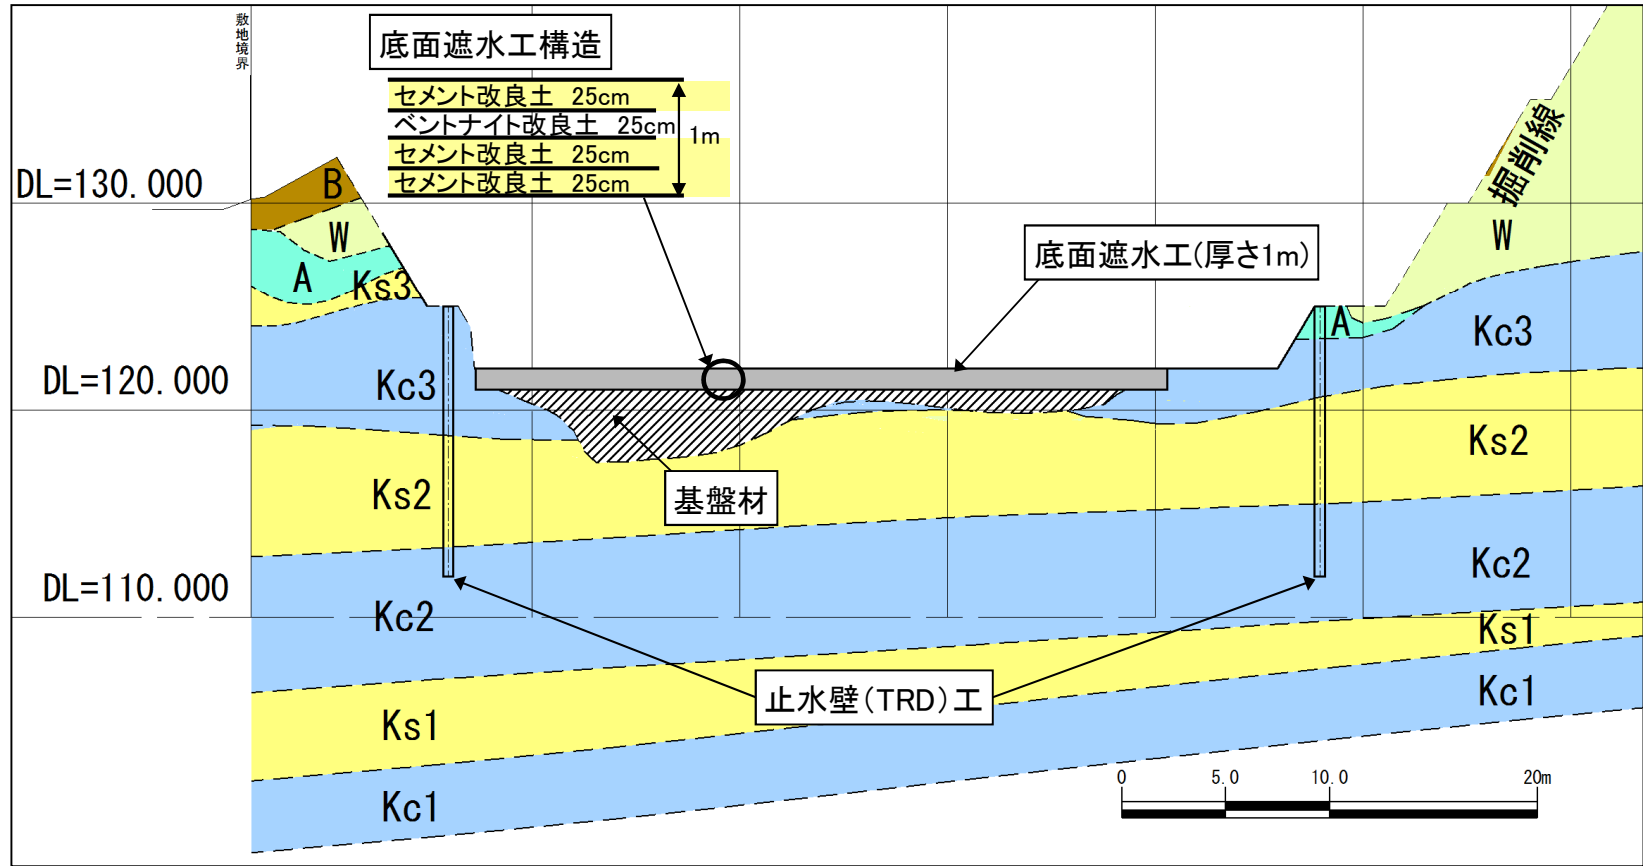 敷地境界
底面遮水工構造
セメント改良土 25cm
ベントナイト改良土 25cm
1m
セメント改良土 25cm
セメント改良土 25cm
掘削線
DL=130.000
B
W
W
底面遮水工(厚さ1m)
A
Ks3
A
Kc3
DL=120.000
Kc3
Ks2
Ks2
基盤材
Kc2
DL=110.000
Kc2
Ks1
止水壁(TRD)工
Kc1
Ks1
0 5.0 10.0 20m
Kc1